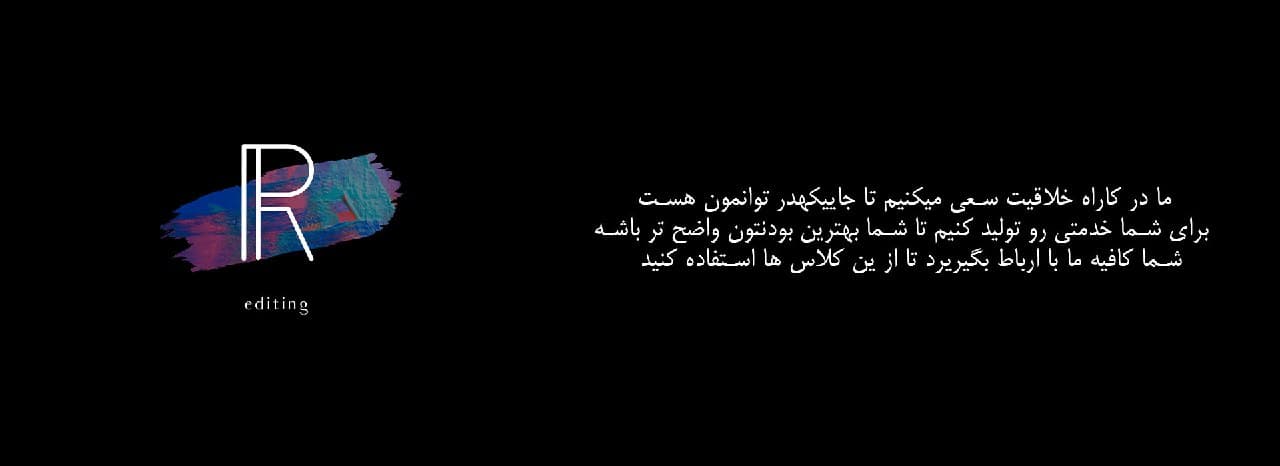 R
editing
ما در کاراه خلاقیت سعی میکنیم تا جاییکهدر توانمون هست
برای شما خدمتی رو تولید کنیم تا شما بهترین بودنتون واضح تر باشه
شما کافیه ما با ارباط بگیریرد تا از ین کلاس ها استفاده کنید